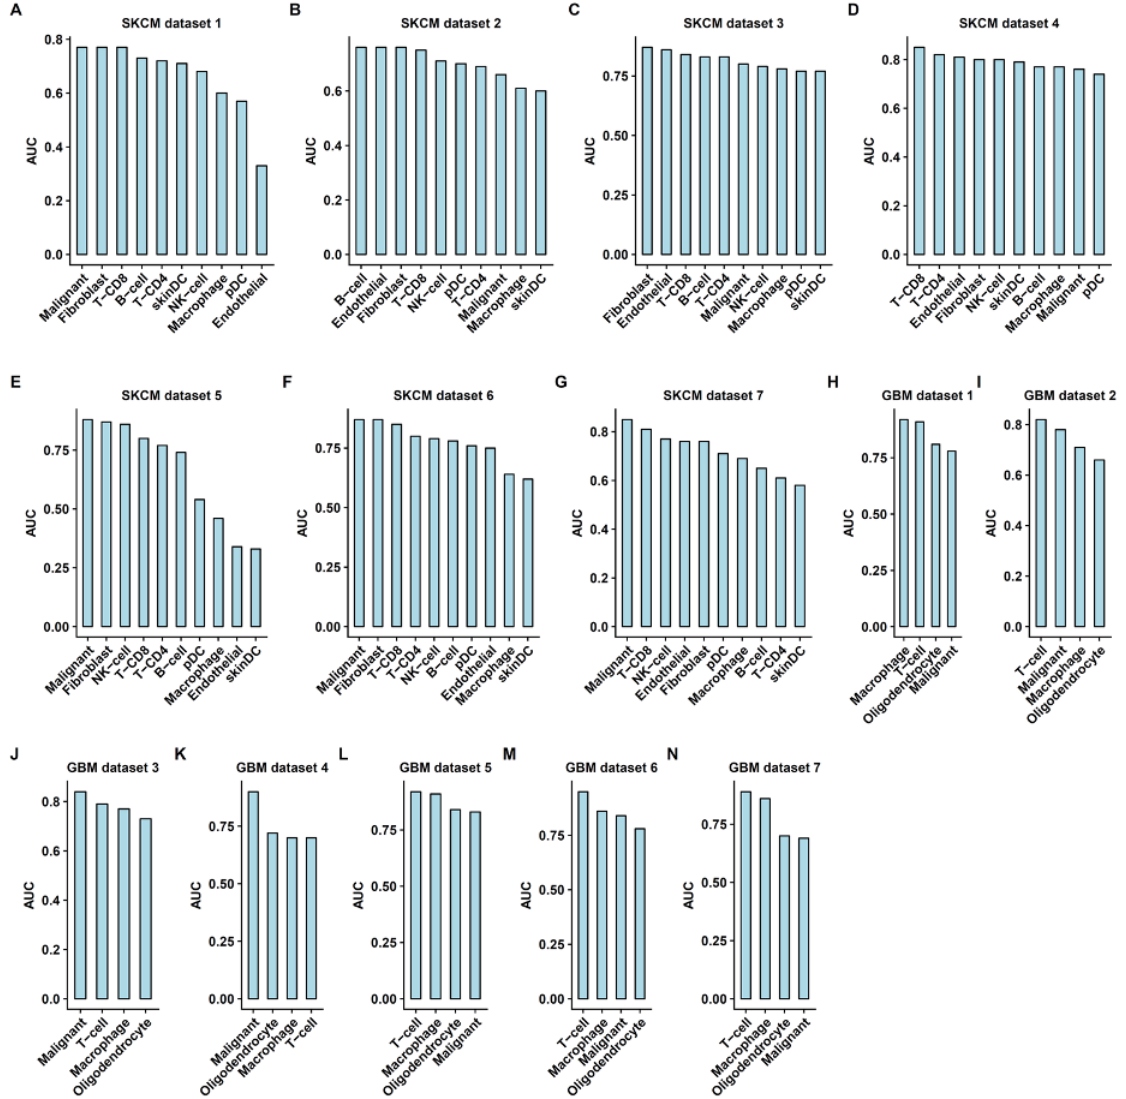 A
SKCM dataset 1
AUC
0.8
0.6
0.4
0.2
0.0
Malignant
Fibroblast
T−CD8
B−cell
T−CD4
skinDC
NK−cell
Macrophage
pDC
Endothelial
B
SKCM dataset 2
AUC
0.6
0.4
0.2
0.0
B−cell
Endothelial
Fibroblast
T−CD8
NK−cell
pDC
T−CD4
Malignant
Macrophage
skinDC
C
SKCM dataset 3
AUC
0.75
0.50
0.25
0.00
Fibroblast
Endothelial
T−CD8
B−cell
T−CD4
Malignant
NK−cell
Macrophage
pDC
skinDC
D
SKCM dataset 4
AUC
0.8
0.6
0.4
0.2
0.0
T−CD8
T−CD4
Endothelial
Fibroblast
NK−cell
skinDC
B−cell
Macrophage
Malignant
pDC
E
SKCM dataset 5
AUC
0.75
0.50
0.25
0.00
Malignant
Fibroblast
NK−cell
T−CD8
T−CD4
B−cell
pDC
Macrophage
Endothelial
skinDC
F
SKCM dataset 6
AUC
0.75
0.50
0.25
0.00
Malignant
Fibroblast
T−CD8
T−CD4
NK−cell
B−cell
pDC
Endothelial
Macrophage
skinDC
G
SKCM dataset 7
AUC
0.8
0.6
0.4
0.2
0.0
Malignant
T−CD8
NK−cell
Endothelial
Fibroblast
pDC
Macrophage
B−cell
T−CD4
skinDC
H
GBM dataset 1
AUC
0.75
0.50
0.25
0.00
Macrophage
T−cell
Oligodendrocyte
Malignant
I
GBM dataset 2
AUC
0.8
0.6
0.4
0.2
0.0
T−cell
Malignant
Macrophage
Oligodendrocyte
J
GBM dataset 3
AUC
0.8
0.6
0.4
0.2
0.0
Malignant
T−cell
Macrophage
Oligodendrocyte
K
GBM dataset 4
AUC
0.75
0.50
0.25
0.00
Malignant
Oligodendrocyte
Macrophage
T−cell
L
GBM dataset 5
AUC
0.75
0.50
0.25
0.00
T−cell
Macrophage
Oligodendrocyte
Malignant
M
GBM dataset 6
AUC
0.75
0.50
0.25
0.00
T−cell
Macrophage
Malignant
Oligodendrocyte
N
GBM dataset 7
AUC
0.75
0.50
0.25
0.00
T−cell
Macrophage
Oligodendrocyte
Malignant